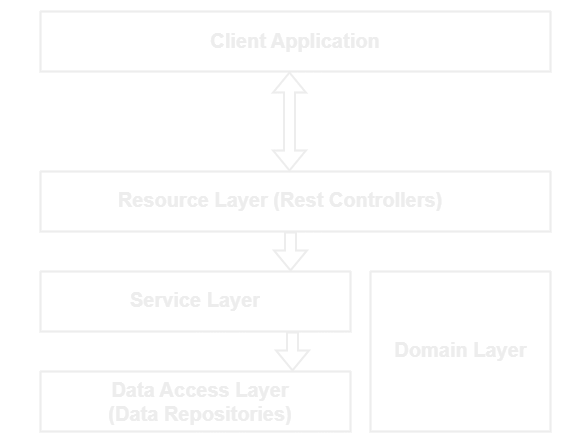 Client Application
Resource Layer (Rest Controllers)
Service Layer
Domain Layer
Data Access Layer
(Data Repositories)